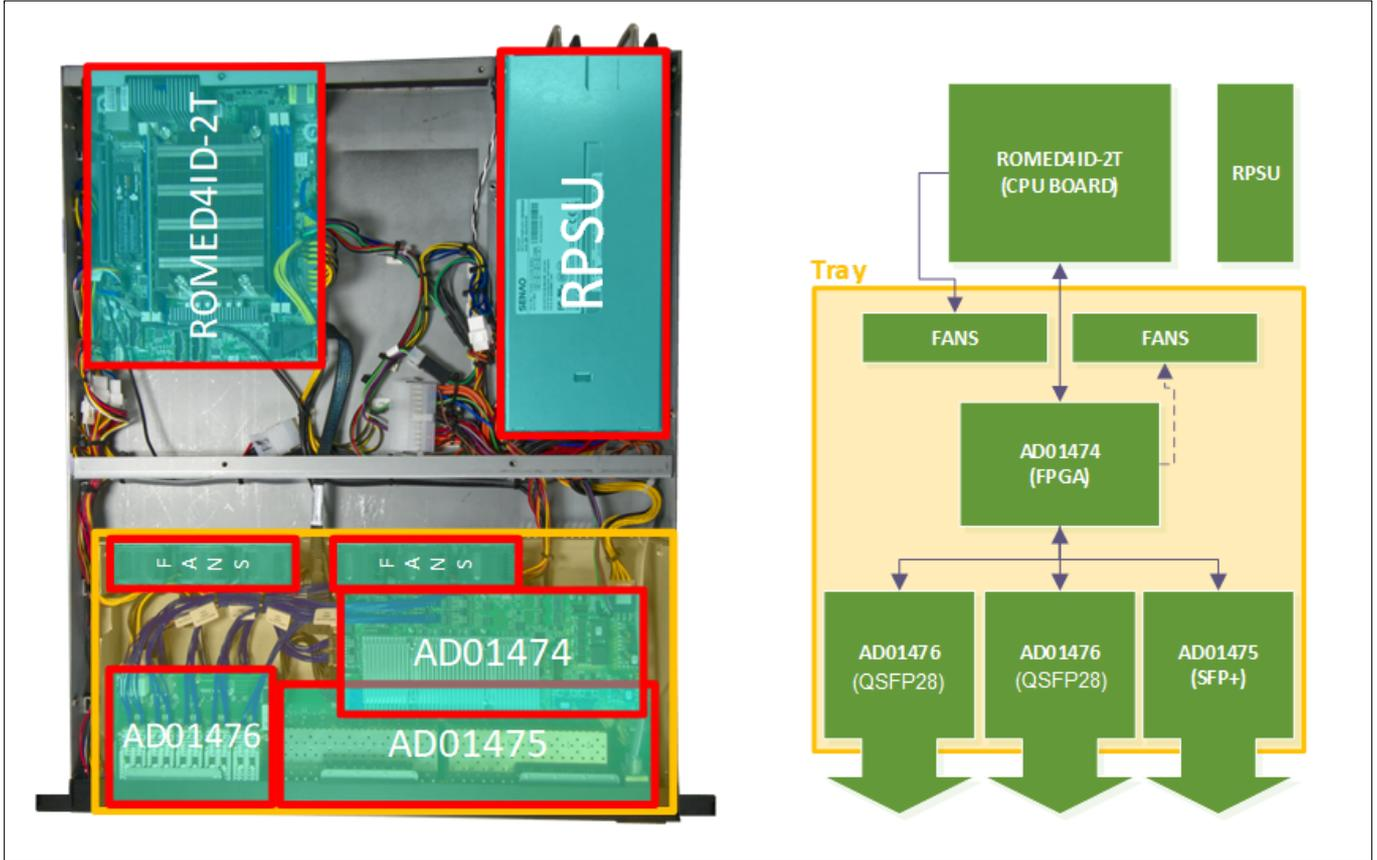 ROMED4ID-2T
RPSU
FANS
FANS
AD01474
AD01476
AD01475
SENAO
ROMED4ID-2T
(CPU BOARD)
RPSU
Tray
FANS
FANS
AD01474
(FPGA)
AD01476
(QSFP28)
AD01476
(QSFP28)
AD01475
(SFP+)